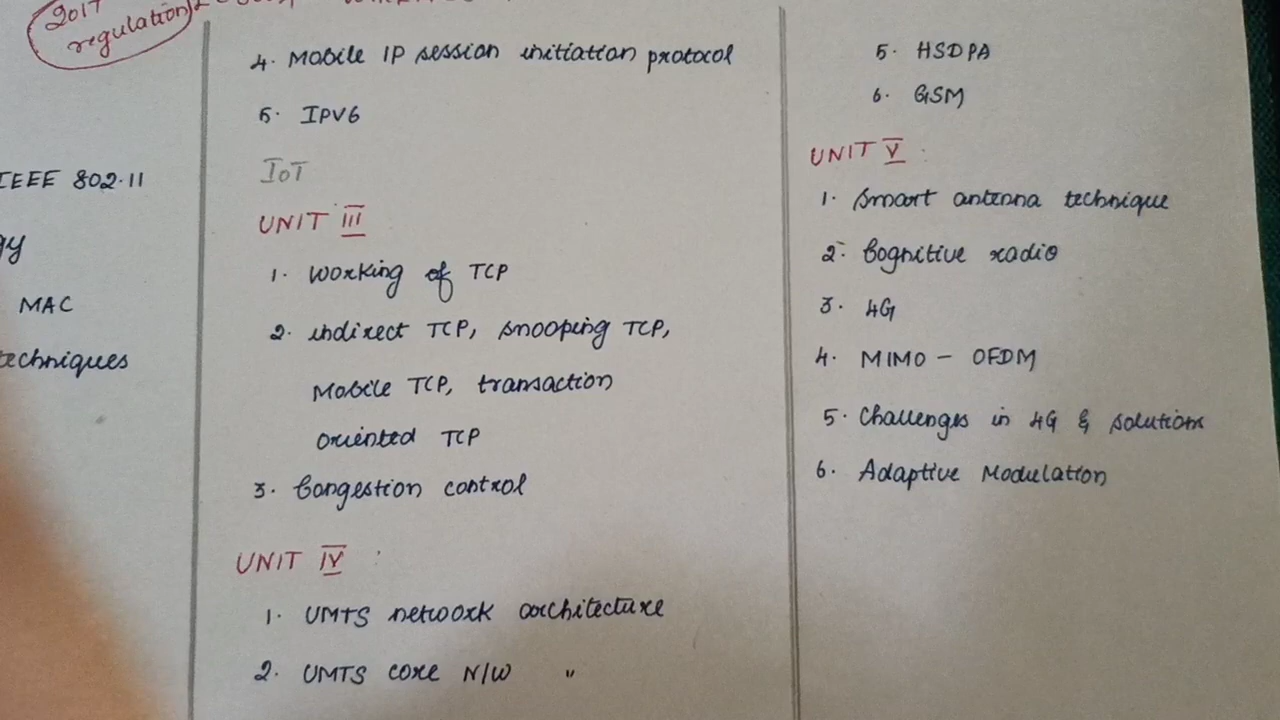 2017
regulation
IEEE 802.11
MAC
techniques
4. Mobile IP session initiation protocol
5. IPV6
IoT
UNIT III
1. Working of TCP
2. indirect TCP, snooping TCP,
Mobile TCP, transaction
oriented TCP
3. Congestion control
UNIT IV
1. UMTS network architecture
2. UMTS core N/W "
5. HSDPA
6. GSM
UNIT V
1. Smart antenna technique
2. Cognitive radio
3. 4G
4. MIMO - OFDM
5. Challenges in 4G & solutions
6. Adaptive Modulation